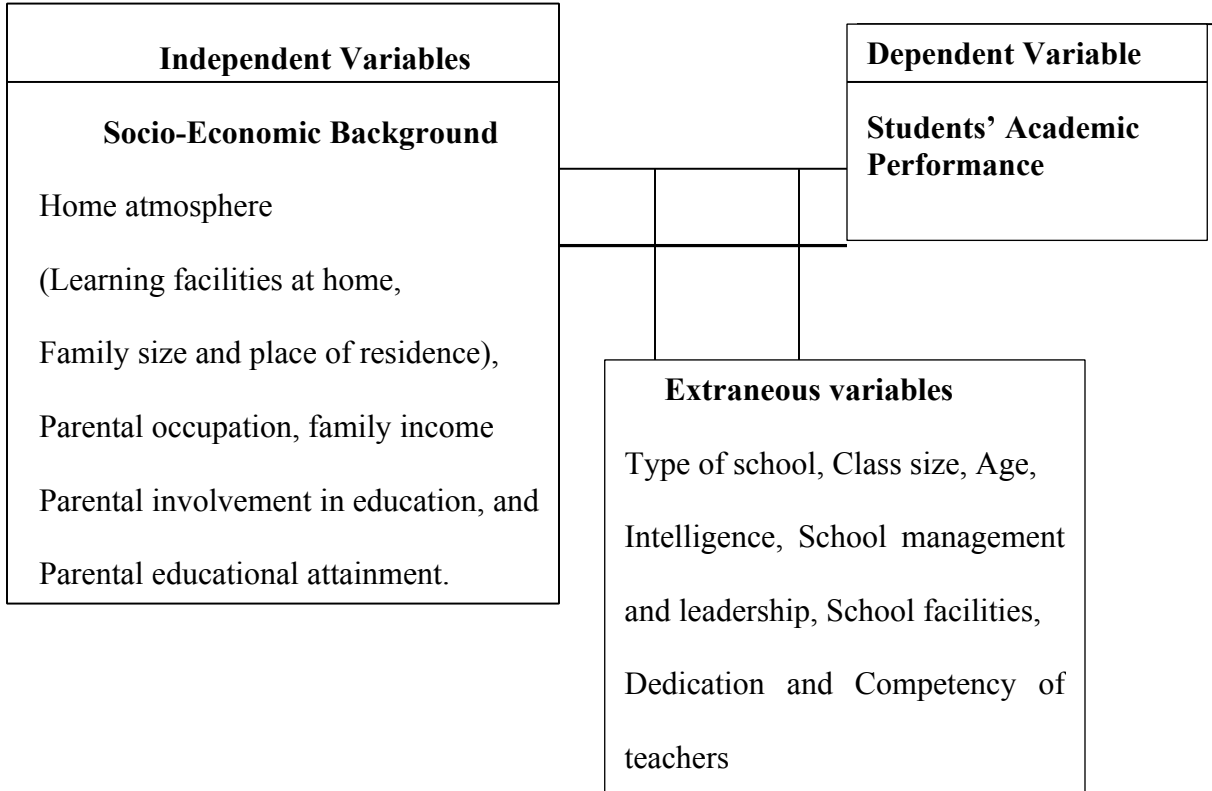 Independent Variables
Socio-Economic Background
Home atmosphere
(Learning facilities at home,
Family size and place of residence),
Parental occupation, family income
Parental involvement in education, and
Parental educational attainment.
Dependent Variable
Students’ Academic
Performance
Extraneous variables
Type of school, Class size, Age,
Intelligence, School management
and leadership, School facilities,
Dedication and Competency of
teachers